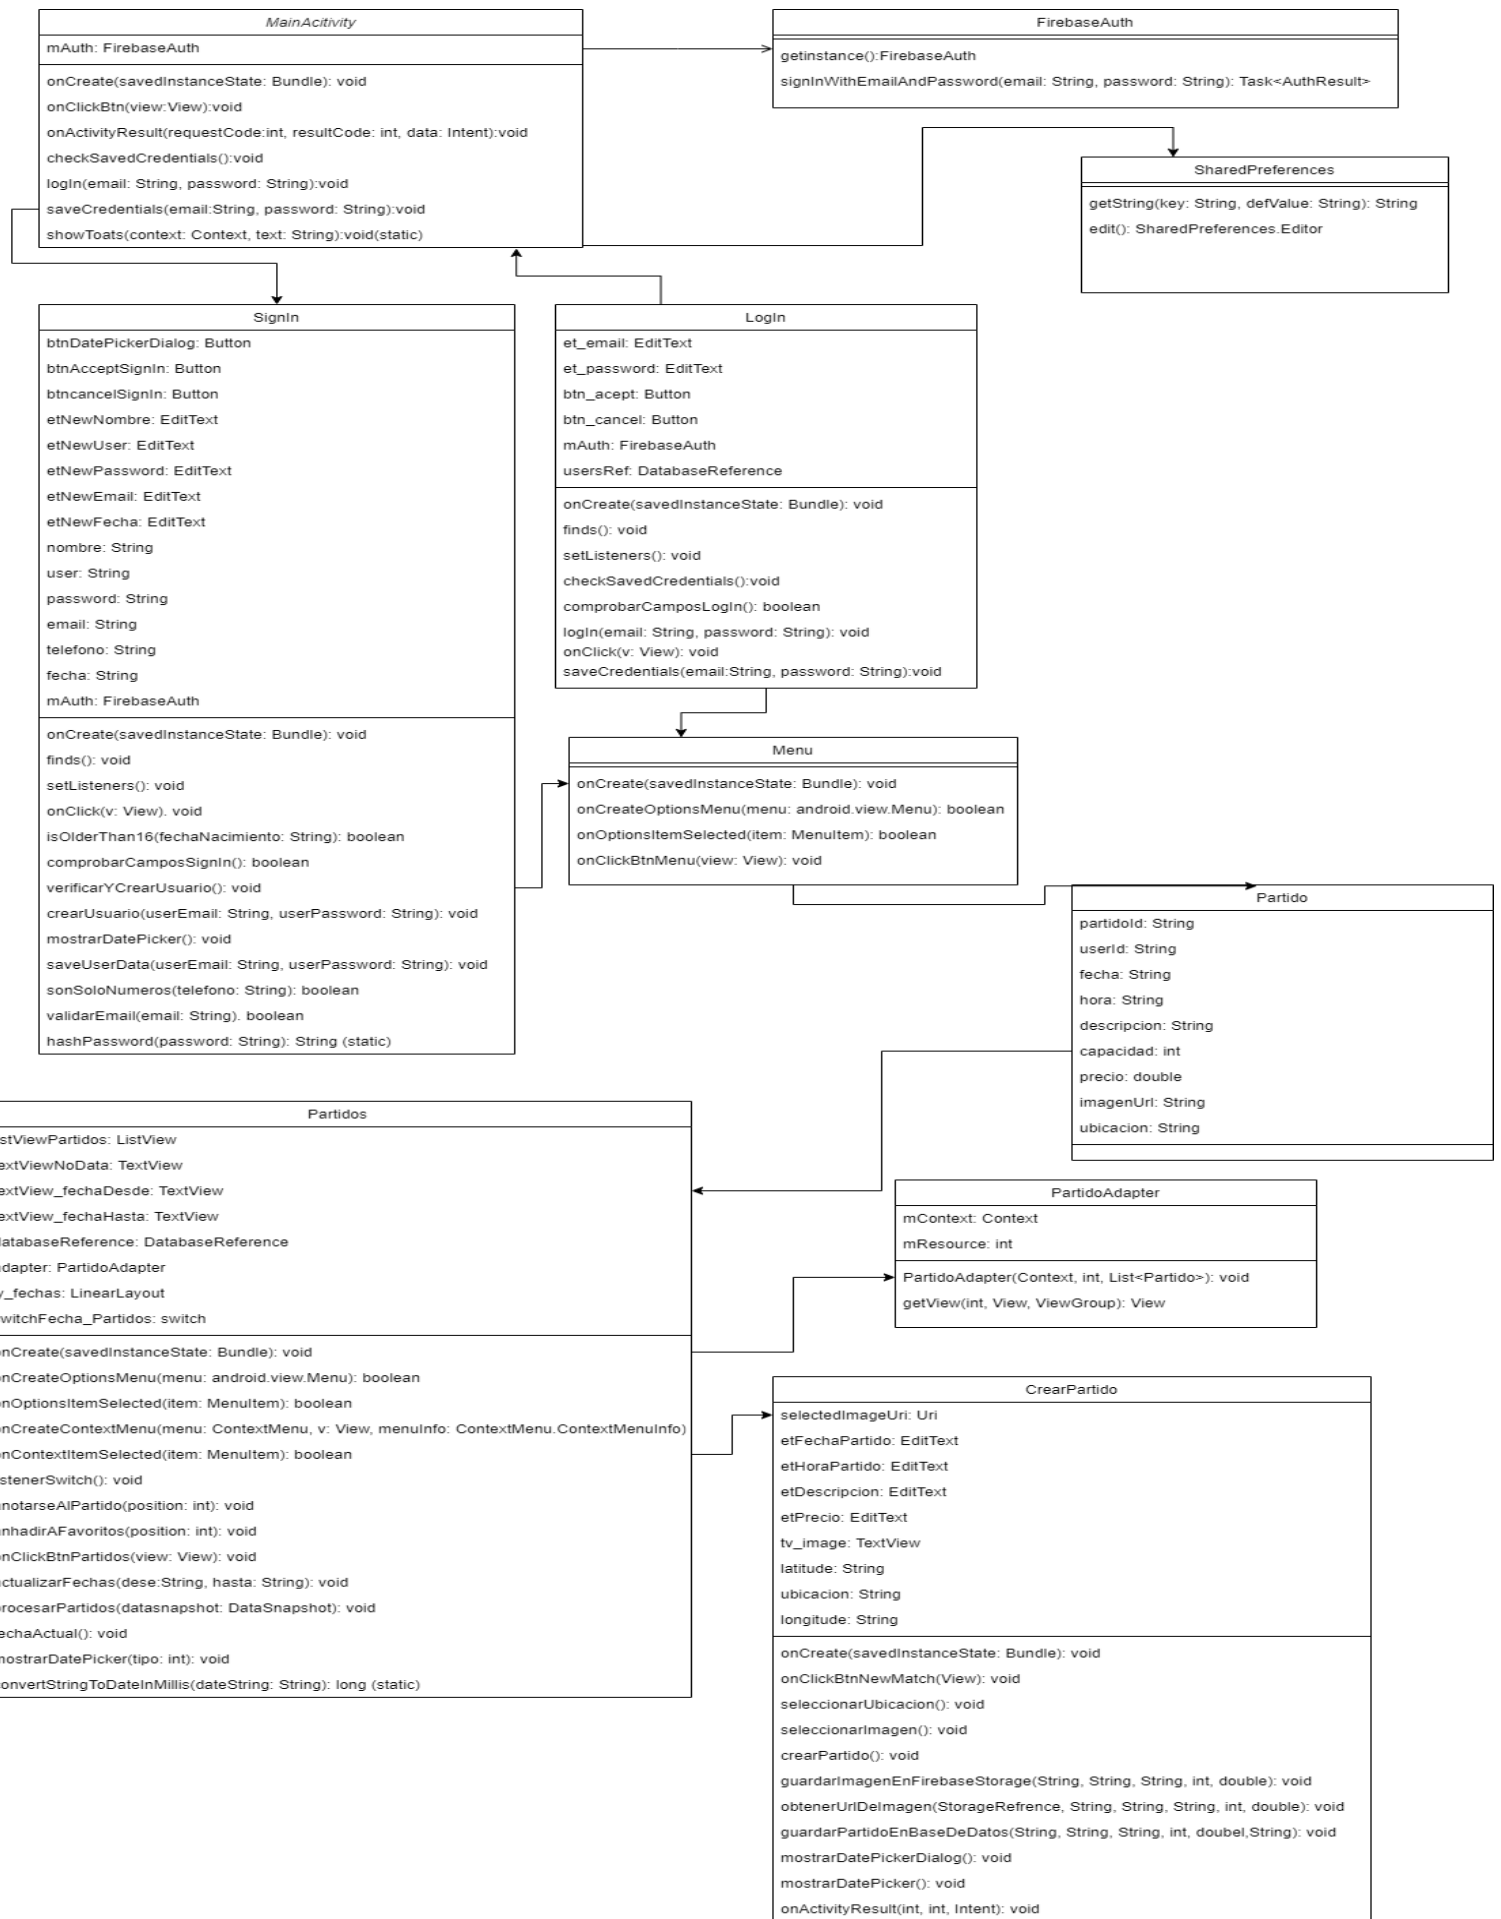 MainAcitivity
mAuth: FirebaseAuth
onCreate(savedInstanceState: Bundle): void
onClickBtn(view:View):void
onActivityResult(requestCode:int, resultCode: int, data: Intent):void
checkSavedCredentials():void
logIn(email: String, password: String):void
saveCredentials(email:String, password: String):void
showToats(context: Context, text: String):void(static)
FirebaseAuth
getinstance():FirebaseAuth
signInWithEmailAndPassword(email: String, password: String): Task<AuthResult>
SharedPreferences
getString(key: String, defValue: String): String
edit(): SharedPreferences.Editor
SignIn
btnDatePickerDialog: Button
btnAcceptSignIn: Button
btncancelSignIn: Button
etNewNombre: EditText
etNewUser: EditText
etNewPassword: EditText
etNewEmail: EditText
etNewFecha: EditText
nombre: String
user: String
password: String
email: String
telefono: String
fecha: String
mAuth: FirebaseAuth
onCreate(savedInstanceState: Bundle): void
finds(): void
setListeners(): void
onClick(v: View). void
isOlderThan16(fechaNacimiento: String): boolean
comprobarCamposSignIn(): boolean
verificarYCrearUsuario(): void
crearUsuario(userEmail: String, userPassword: String): void
mostrarDatePicker(): void
saveUserData(userEmail: String, userPassword: String): void
sonSoloNumeros(telefono: String): boolean
validarEmail(email: String). boolean
hashPassword(password: String): String (static)
LogIn
et_email: EditText
et_password: EditText
btn_acept: Button
btn_cancel: Button
mAuth: FirebaseAuth
usersRef: DatabaseReference
onCreate(savedInstanceState: Bundle): void
finds(): void
setListeners(): void
checkSavedCredentials():void
comprobarCamposLogIn(): boolean
logIn(email: String, password: String): void
onClick(v: View): void
saveCredentials(email:String, password: String):void
Menu
onCreate(savedInstanceState: Bundle): void
onCreateOptionsMenu(menu: android.view.Menu): boolean
onOptionsItemSelected(item: MenuItem): boolean
onClickBtnMenu(view: View): void
Partido
partidoId: String
userId: String
fecha: String
hora: String
descripcion: String
capacidad: int
precio: double
imagenUrl: String
ubicacion: String
Partidos
stViewPartidos: ListView
extViewNoData: TextView
extView_fechaDesde: TextView
extView_fechaHasta: TextView
atabaseReference: DatabaseReference
dapter: PartidoAdapter
y_fechas: LinearLayout
witchFecha_Partidos: switch
nCreate(savedInstanceState: Bundle): void
nCreateOptionsMenu(menu: android.view.Menu): boolean
nOptionsItemSelected(item: MenuItem): boolean
nCreateContextMenu(menu: ContextMenu, v: View, menuInfo: ContextMenu.ContextMenuInfo)
nContextItemSelected(item: MenuItem): boolean
stenerSwitch(): void
notarseAlPartido(position: int): void
nhadirAFavoritos(position: int): void
nClickBtnPartidos(view: View): void
ctualizarFechas(dese:String, hasta: String): void
rocesarPartidos(datasnapshot: DataSnapshot): void
echaActual(): void
mostrarDatePicker(tipo: int): void
onvertStringToDateInMillis(dateString: String): long (static)
PartidoAdapter
mContext: Context
mResource: int
PartidoAdapter(Context, int, List<Partido>): void
getView(int, View, ViewGroup): View
CrearPartido
selectedImageUri: Uri
etFechaPartido: EditText
etHoraPartido: EditText
etDescripcion: EditText
etPrecio: EditText
tv_image: TextView
latitude: String
ubicacion: String
longitude: String
onCreate(savedInstanceState: Bundle): void
onClickBtnNewMatch(View): void
seleccionarUbicacion(): void
seleccionarImagen(): void
crearPartido(): void
guardarImagenEnFirebaseStorage(String, String, String, int, double): void
obtenerUrlDeImagen(StorageRefrence, String, String, String, int, double): void
guardarPartidoEnBaseDeDatos(String, String, String, int, doubel,String): void
mostrarDatePickerDialog(): void
mostrarDatePicker(): void
onActivityResult(int, int, Intent): void